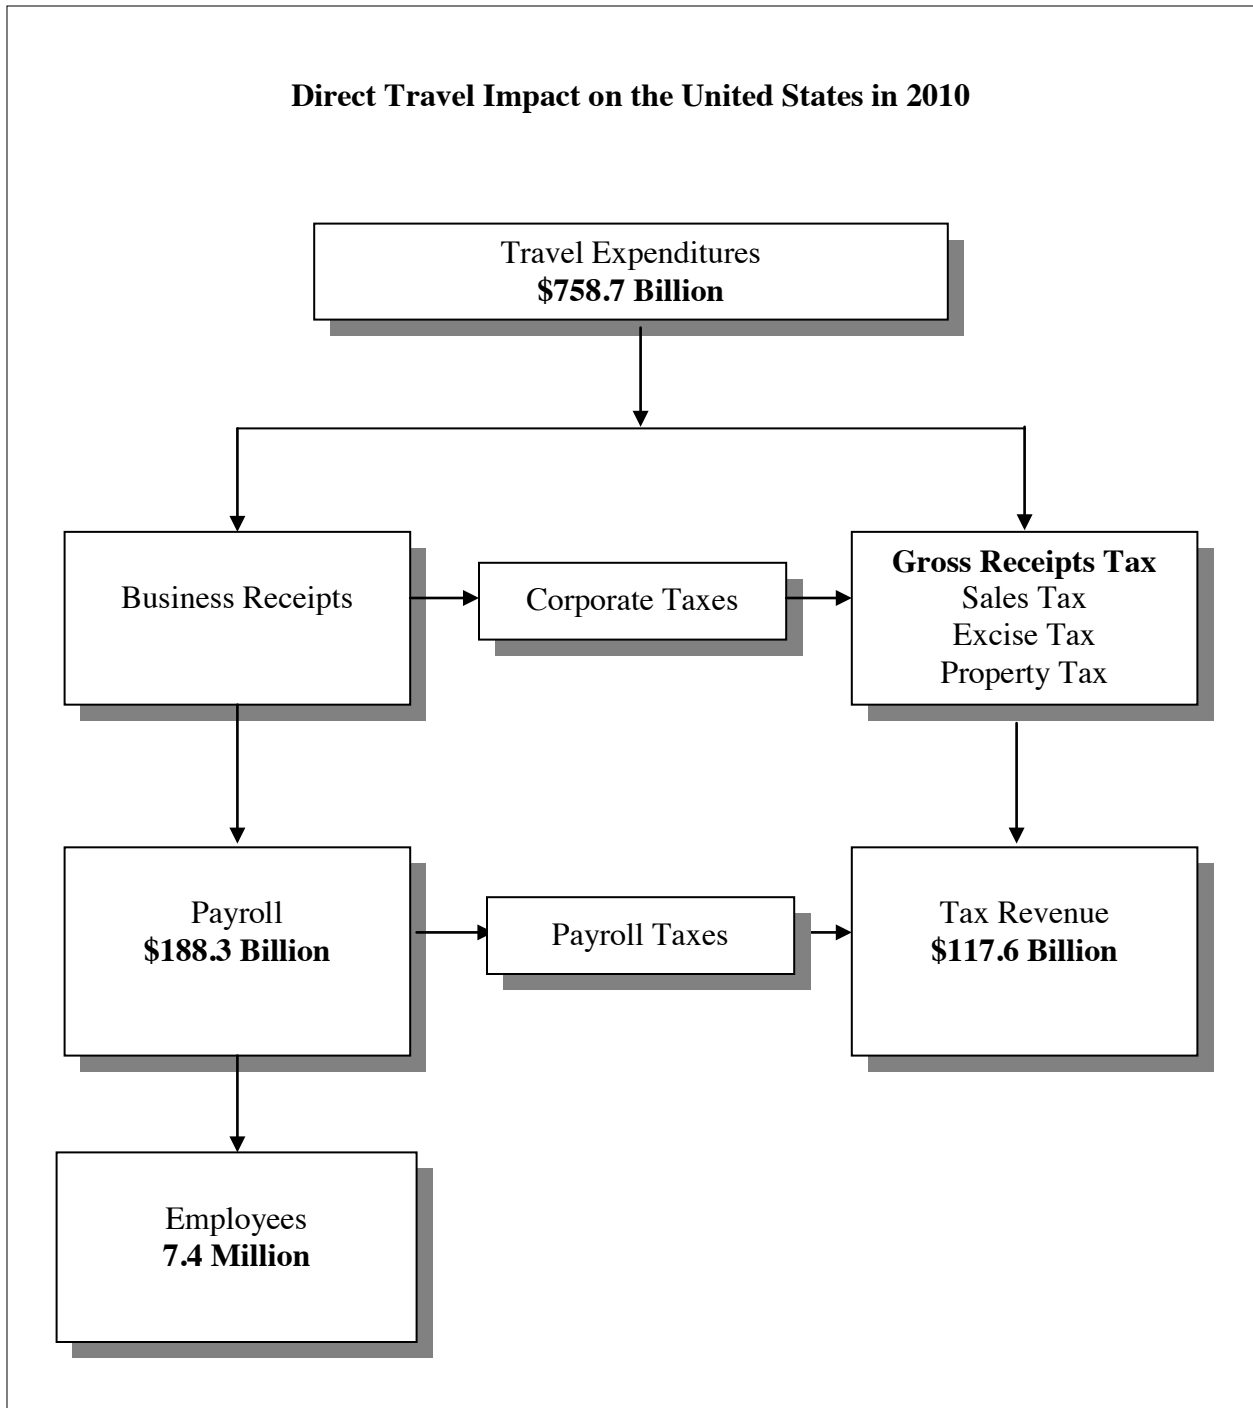 Direct Travel Impact on the United States in 2010
Travel Expenditures
$758.7 Billion
Business Receipts
Corporate Taxes
Gross Receipts Tax
Sales Tax
Excise Tax
Property Tax
Payroll
$188.3 Billion
Payroll Taxes
Tax Revenue
$117.6 Billion
Employees
7.4 Million